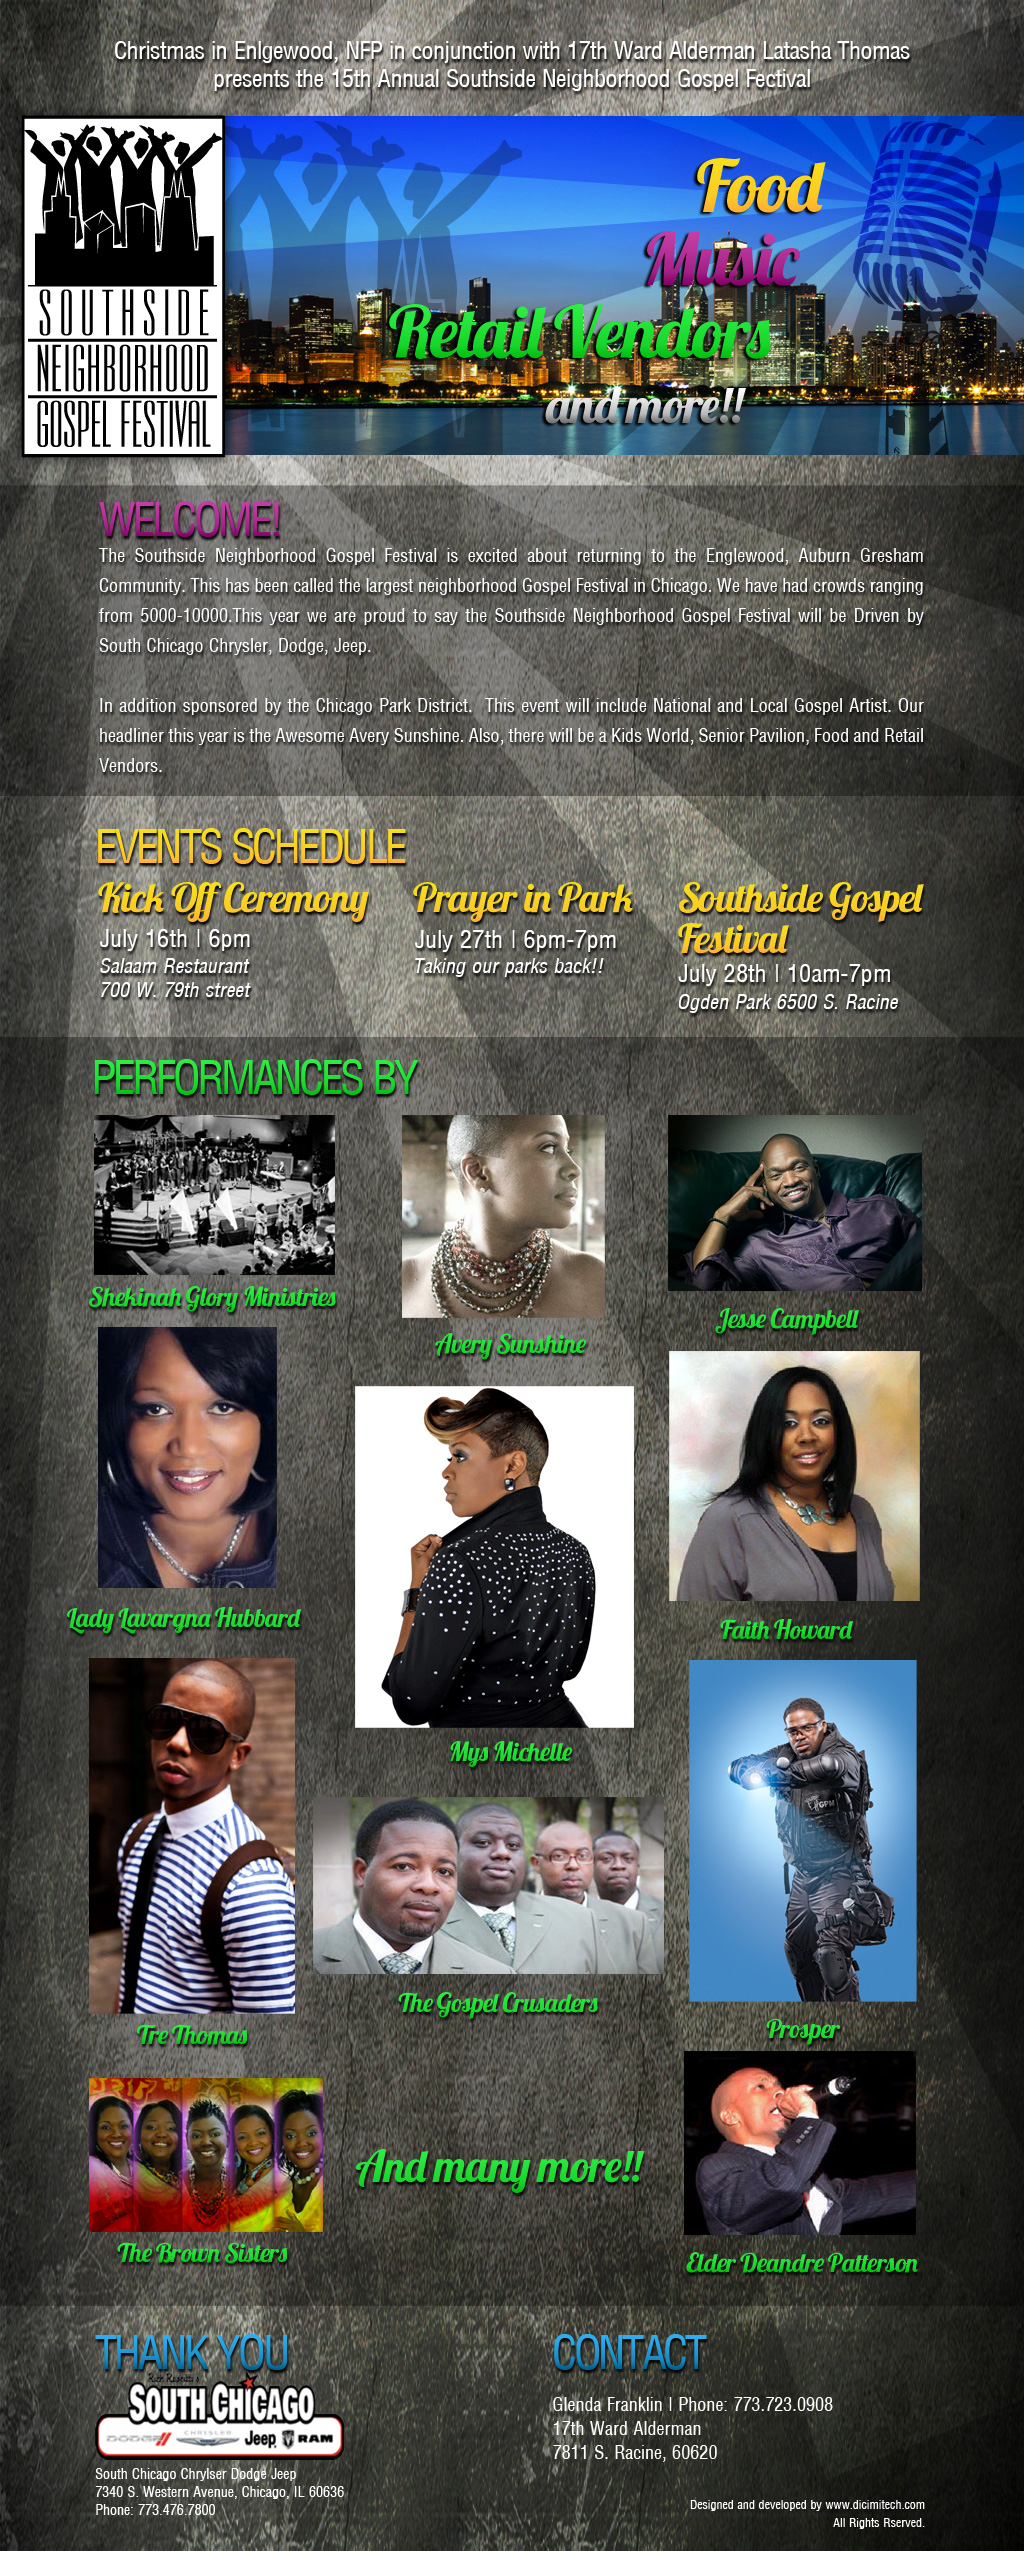 Christmas in Enlgewood, NFP in conjunction with 17th Ward Alderman Latasha Thomas
presents the 15th Annual Southside Neighborhood Gospel Fectival
SOUTHSIDE
NEIGHBORHOOD
GOSPEL FESTIVAL
Food
Music
Retail Vendors
and more!!
WELCOME!
The Southside Neighborhood Gospel Festival is excited about returning to the Englewood, Auburn Gresham
Community. This has been called the largest neighborhood Gospel Festival in Chicago. We have had crowds ranging
from 5000-10000.This year we are proud to say the Southside Neighborhood Gospel Festival will be Driven by
South Chicago Chrysler, Dodge, Jeep.
In addition sponsored by the Chicago Park District. This event will include National and Local Gospel Artist. Our
headliner this year is the Awesome Avery Sunshine. Also, there will be a Kids World, Senior Pavilion, Food and Retail
Vendors.
EVENTS SCHEDULE
Kick Off Ceremony
July 16th | 6pm
Salaam Restaurant
700 W. 79th street
Prayer in Park
July 27th | 6pm-7pm
Taking our parks back!!
Southside Gospel
Festival
July 28th | 10am-7pm
Ogden Park 6500 S. Racine
PERFORMANCES BY
Shekinah Glory Ministries
Avery Sunshine
Jesse Campbell
Lady Lavargna Hubbard
Mys Michelle
Faith Howard
GPM
Tre Thomas
The Gospel Crusaders
Prosper
The Brown Sisters
And many more!!
Elder Deandre Patterson
THANK YOU
SOUTH CHICAGO
DODGE CHRYSLER Jeep RAM
South Chicago Chrylser Dodge Jeep
7340 S. Western Avenue, Chicago, IL 60636
Phone: 773.476.7800
CONTACT
Glenda Franklin | Phone: 773.723.0908
17th Ward Alderman
7811 S. Racine, 60620
Designed and developed by www.dicimitech.com
All Rights Rserved.